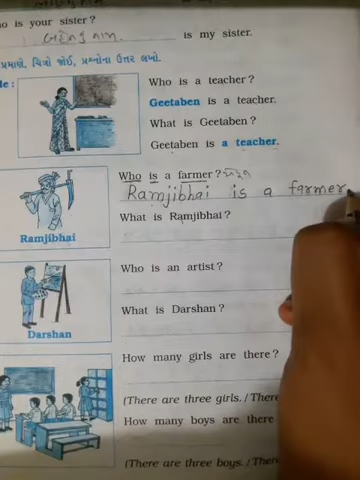 is your sister?
is my sister.
પ્રમાણે, ચિત્રો જોઈ, પ્રશ્નોના ઉત્તર લખો.
Who is a teacher?
Geetaben is a teacher.
What is Geetaben?
Geetaben is a teacher.
Who is a farmer?
Ramjibhai is a farmer
What is Ramjibhai?
Ramjibhai
Who is an artist?
What is Darshan?
Darshan
How many girls are there?
(There are three girls. / There
How many boys are there
(There are three boys. / There